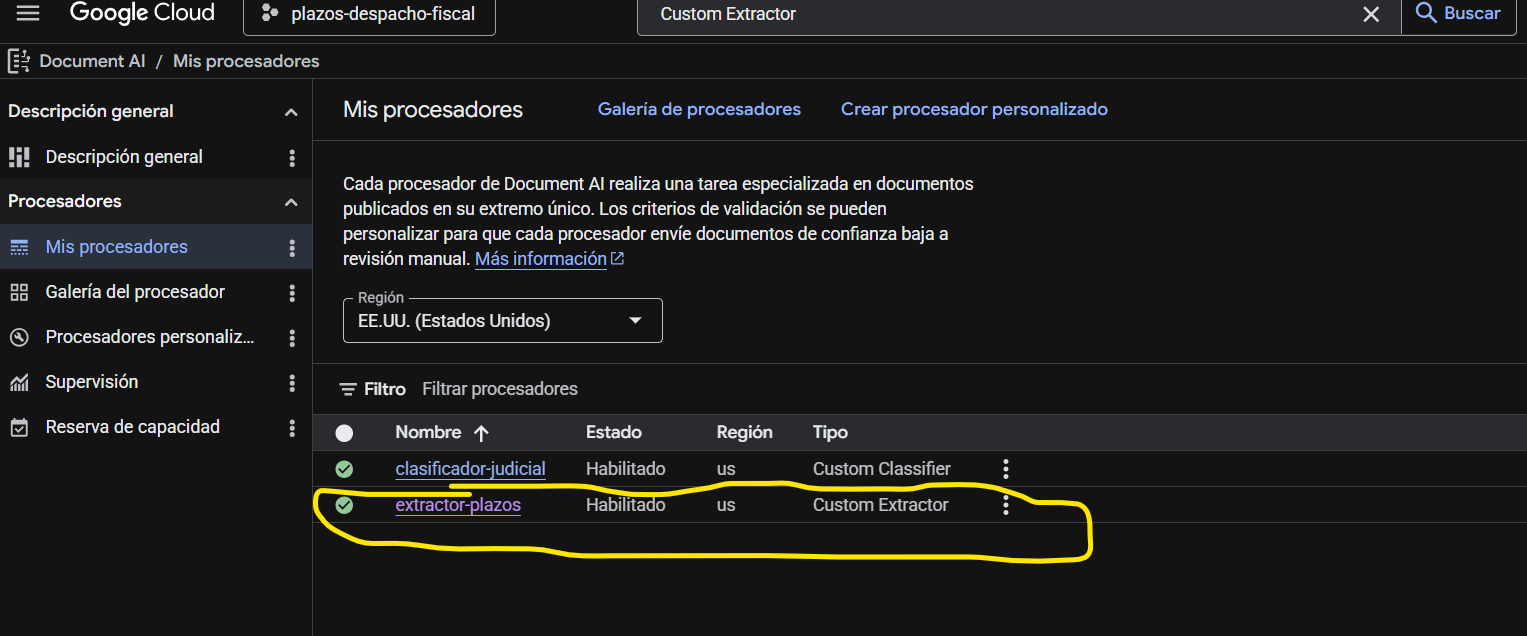 Google Cloud plazos-despacho-fiscal Custom Extractor Buscar
Document AI / Mis procesadores
Descripción general
Descripción general
Procesadores
Mis procesadores
Galería del procesador
Procesadores personaliz...
Supervisión
Reserva de capacidad
Mis procesadores Galería de procesadores Crear procesador personalizado
Cada procesador de Document AI realiza una tarea especializada en documentos
publicados en su extremo único. Los criterios de validación se pueden
personalizar para que cada procesador envíe documentos de confianza baja a
revisión manual. Más información
Región
EE.UU. (Estados Unidos)
Filtro Filtrar procesadores
Nombre Estado Región Tipo
clasificador-judicial Habilitado us Custom Classifier
extractor-plazos Habilitado us Custom Extractor